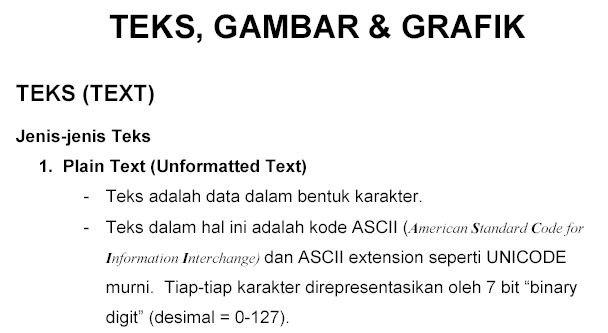 TEKS, GAMBAR & GRAFIK
TEKS (TEXT)
Jenis-jenis Teks
1. Plain Text (Unformatted Text)
- Teks adalah data dalam bentuk karakter.
- Teks dalam hal ini adalah kode ASCII (American Standard Code for
Information Interchange) dan ASCII extension seperti UNICODE
murni. Tiap-tiap karakter direpresentasikan oleh 7 bit “binary
digit” (desimal = 0-127).